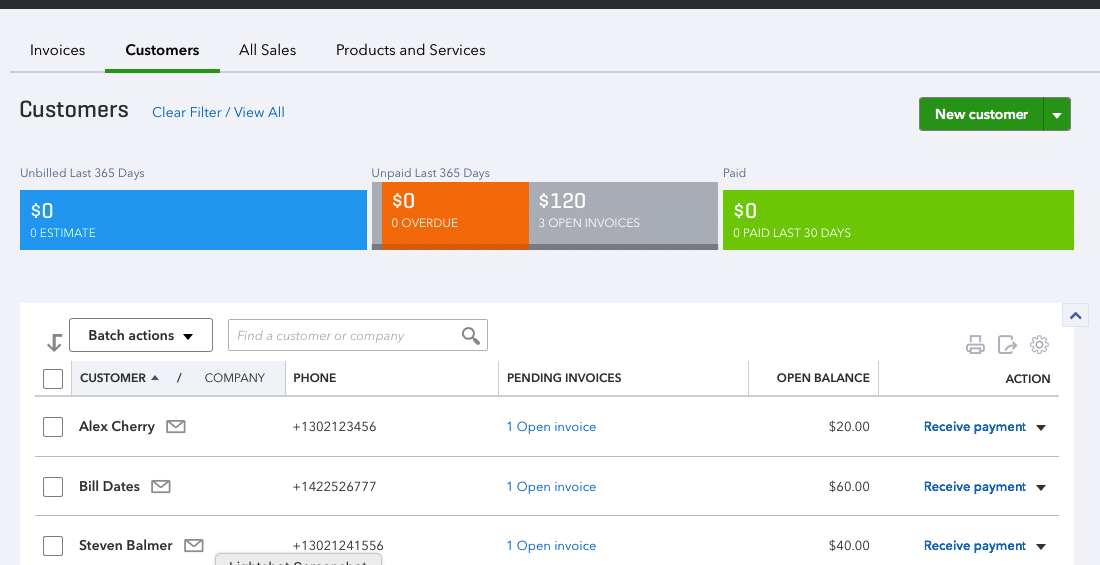 Invoices Customers All Sales Products and Services
Customers Clear Filter / View All New customer
Unbilled Last 365 Days Unpaid Last 365 Days Paid
$0 $0 $120 $0
0 ESTIMATE 0 OVERDUE 3 OPEN INVOICES 0 PAID LAST 30 DAYS
Batch actions Find a customer or company
CUSTOMER / COMPANY PHONE PENDING INVOICES OPEN BALANCE ACTION
Alex Cherry +1302123456 1 Open invoice $20.00 Receive payment
Bill Dates +1422526777 1 Open invoice $60.00 Receive payment
Steven Balmer +13021241556 1 Open invoice $40.00 Receive payment
Lightshot Screenshot